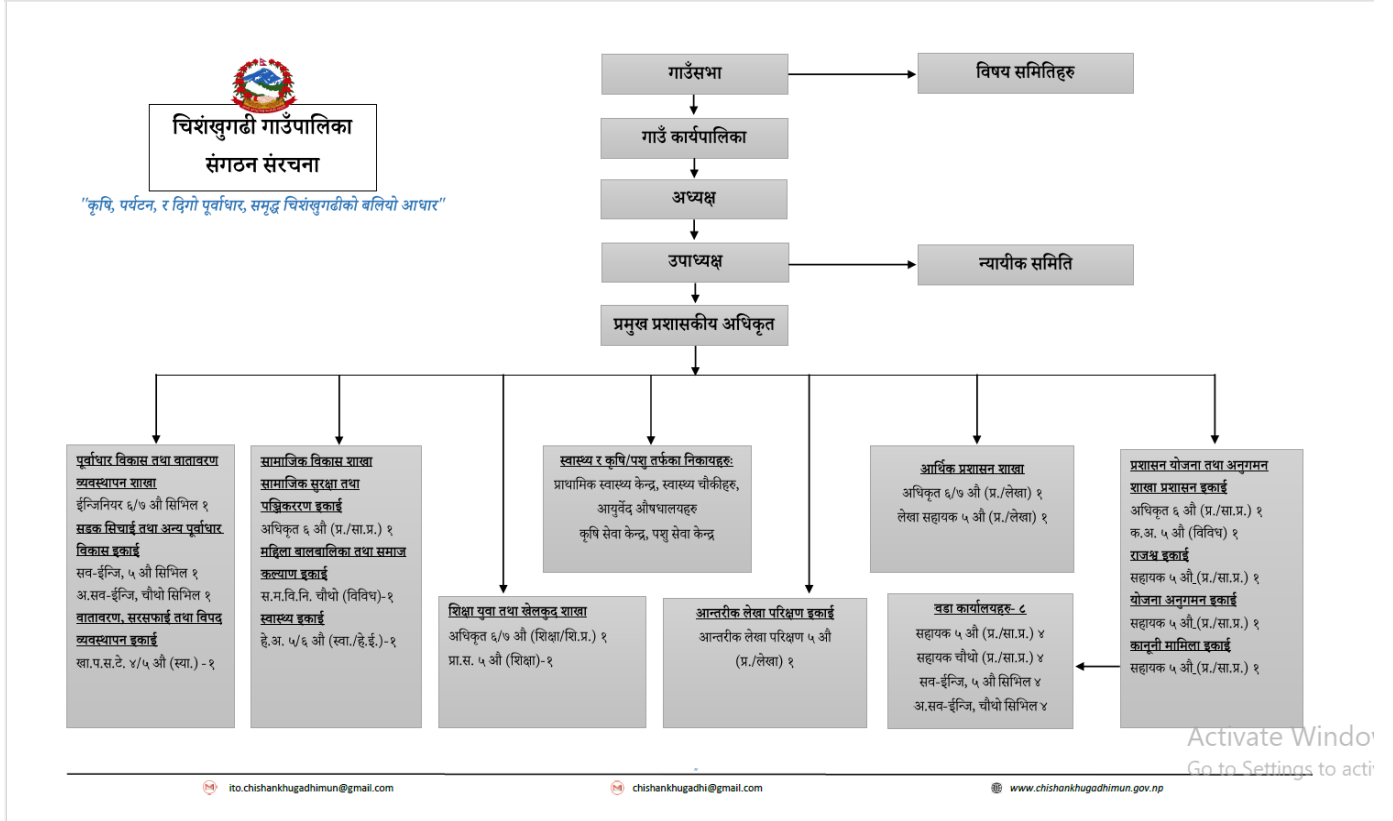 चिशंखुगढी गाउँपालिका
संगठन संरचना
"कृषि, पर्यटन, र दिगो पूर्वाधार, समृद्ध चिशंखुगढीको बलियो आधार"
गाउँसभा
विषय समितिहरु
गाउँ कार्यपालिका
अध्यक्ष
उपाध्यक्ष
न्यायीक समिति
प्रमुख प्रशासकीय अधिकृत
पूर्वाधार विकास तथा वातावरण
व्यवस्थापन शाखा
ईन्जिनियर ६/७ औ सिभिल १
सडक सिचाई तथा अन्य पूर्वाधार
विकास इकाई
सव-ईन्जि, ५ औ सिभिल १
अ.सव-ईन्जि, चौथो सिभिल १
वातावरण, सरसफाई तथा विपद
व्यवस्थापन इकाई
खा.प.स.टे. ४/५ औ (स्या.) -१
सामाजिक विकास शाखा
सामाजिक सुरक्षा तथा
पञ्जिकररण इकाई
अधिकृत ६ औ (प्र./सा.प्र.) १
महिला बालबालिका तथा समाज
कल्याण इकाई
स.म.वि.नि. चौथो (विविध)-१
स्वास्थ्य इकाई
हे.अ. ५/६ औ (स्वा./हे.ई.)-१
शिक्षा युवा तथा खेलकुद शाखा
अधिकृत ६/७ औ (शिक्षा/शि.प्र.) १
प्रा.स. ५ औ (शिक्षा)-१
स्वास्थ्य र कृषि/पशु तर्फका निकायहरुः
प्राथामिक स्वास्थ्य केन्द्र, स्वास्थ्य चौकीहरु,
आयुर्वेद औषधालयहरु
कृषि सेवा केन्द्र, पशु सेवा केन्द्र
आन्तरीक लेखा परिक्षण इकाई
आन्तरीक लेखा परिक्षण ५ औ
(प्र./लेखा) १
आर्थिक प्रशासन शाखा
अधिकृत ६/७ औ (प्र./लेखा) १
लेखा सहायक ५ औ (प्र./लेखा) १
वडा कार्यालयहरु- ८
सहायक ५ औ (प्र./सा.प्र.) ४
सहायक चौथो (प्र./सा.प्र.) ४
सव-ईन्जि, ५ औ सिभिल ४
अ.सव-ईन्जि, चौथो सिभिल ४
प्रशासन योजना तथा अनुगमन
शाखा प्रशासन इकाई
अधिकृत ६ औ (प्र./सा.प्र.) १
क.अ. ५ औ (विविध) १
राजश्व इकाई
सहायक ५ औ (प्र./सा.प्र.) १
योजना अनुगमन इकाई
सहायक ५ औ (प्र./सा.प्र.) १
कानूनी मामिला इकाई
सहायक ५ औ (प्र./सा.प्र.) १
Activate Window
Go to Settings to activ
ito.chishankhugadhimun@gmail.com
chishankhugadhi@gmail.com
www.chishankhugadhimun.gov.np